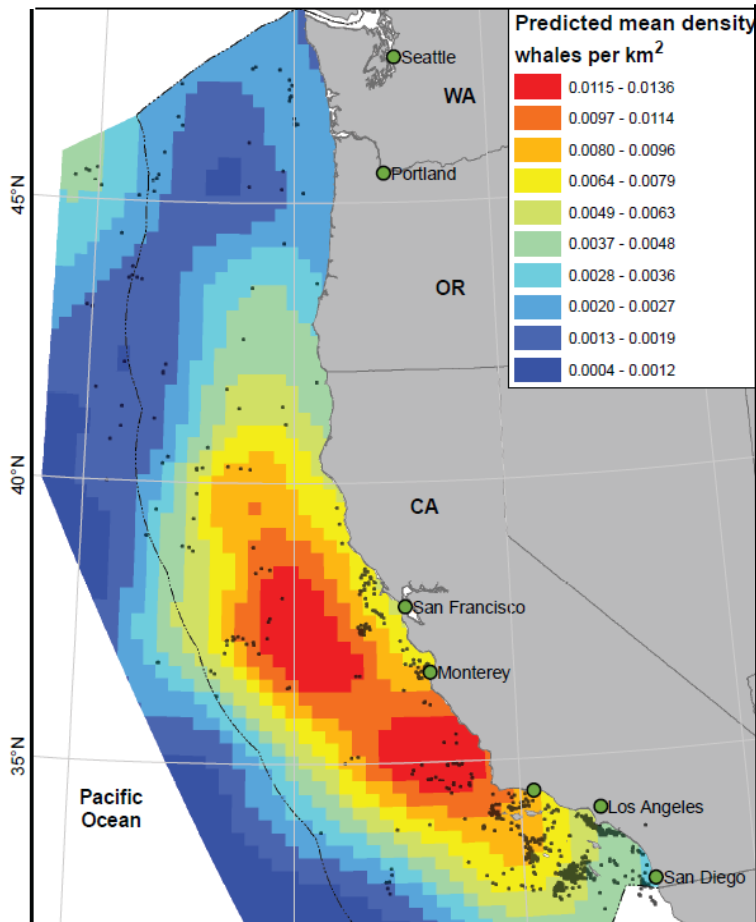 Predicted mean density
whales per km²
0.0115 - 0.0136
0.0097 - 0.0114
0.0080 - 0.0096
0.0064 - 0.0079
0.0049 - 0.0063
0.0037 - 0.0048
0.0028 - 0.0036
0.0020 - 0.0027
0.0013 - 0.0019
0.0004 - 0.0012
Seattle
WA
Portland
45°N
OR
40°N
CA
San Francisco
Monterey
35°N
Pacific
Ocean
Los Angeles
San Diego